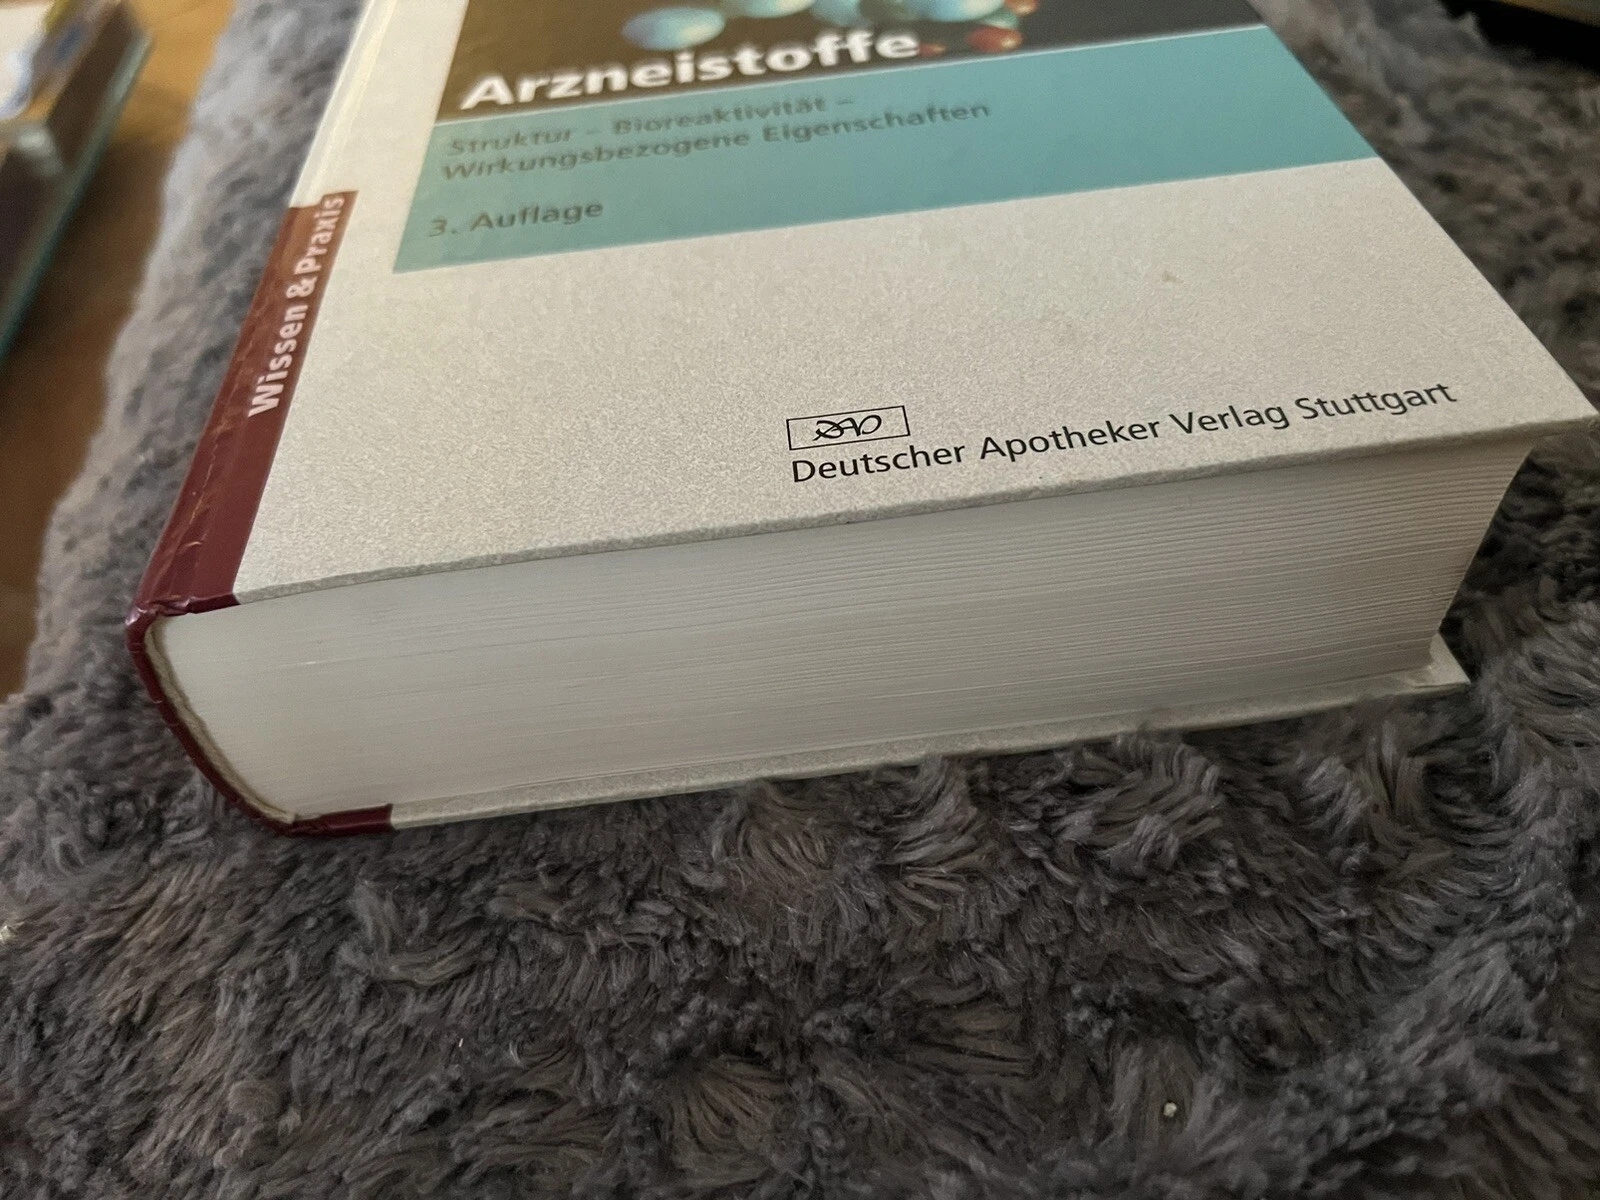 Arzneistoffe
Struktur – Bioreaktivität –
Wirkungsbezogene Eigenschaften
3. Auflage
Wissen & Praxis
DAV
Deutscher Apotheker Verlag Stuttgart